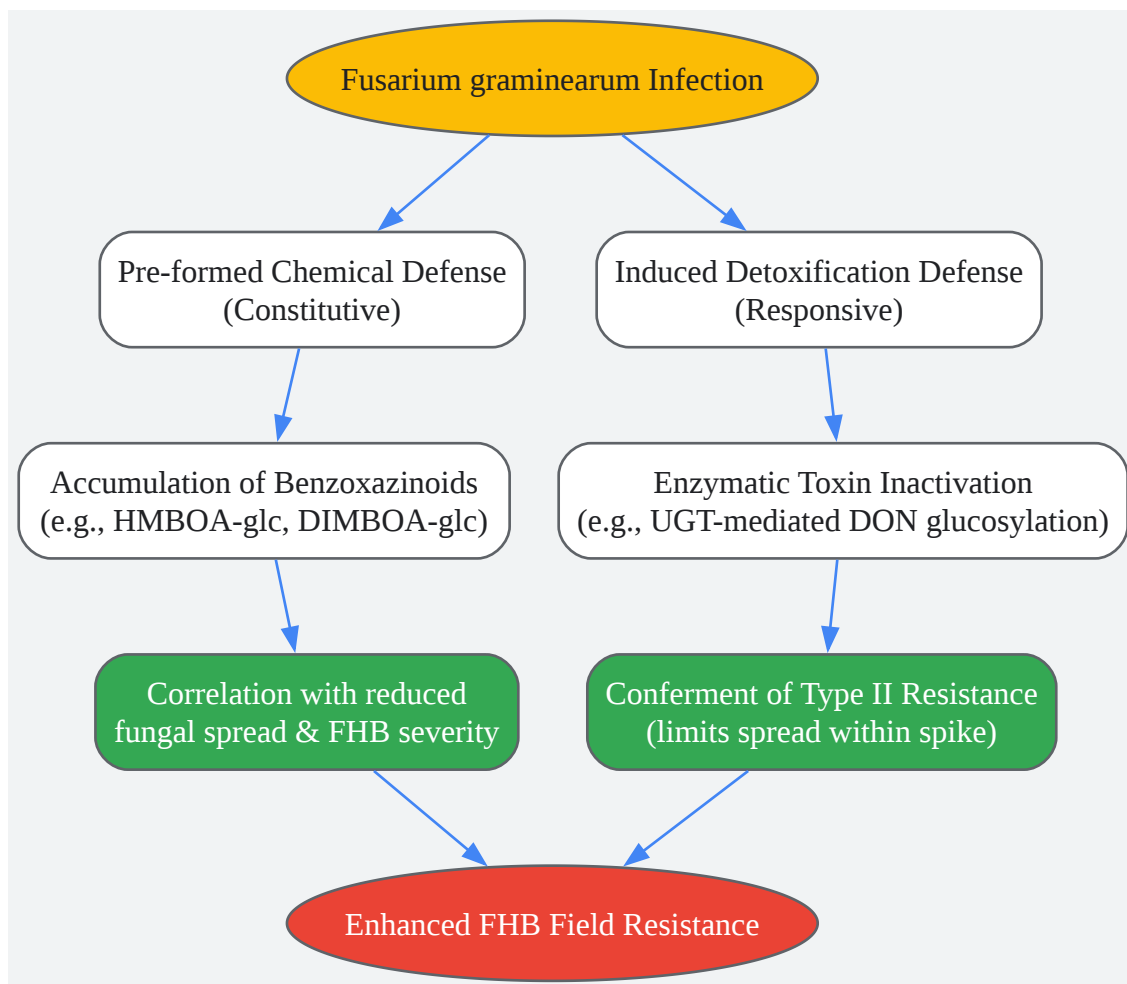 Fusarium graminearum Infection
Pre-formed Chemical Defense
(Constitutive)
Induced Detoxification Defense
(Responsive)
Accumulation of Benzoxazinoids
(e.g., HMBOA-glc, DIMBOA-glc)
Enzymatic Toxin Inactivation
(e.g., UGT-mediated DON glucosylation)
Correlation with reduced
fungal spread & FHB severity
Conferment of Type II Resistance
(limits spread within spike)
Enhanced FHB Field Resistance